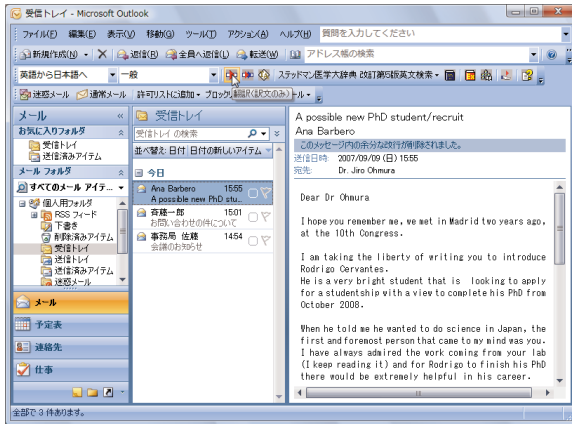 受信トレイ - Microsoft Outlook
ファイル(F) 編集(E) 表示(V) 移動(G) ツール(T) アクション(A) ヘルプ(H) 質問を入力してください
新規作成(N) 返信(R) 全員へ返信(L) 転送(W) アドレス帳の検索
英語から日本語へ 一般 ステッドマン医学大辞典 改訂第5版英文検索
迷惑メール 通常メール 許可リストに追加 ブロック 翻訳(訳文のみ) トール
メール
お気に入りフォルダ
受信トレイ
送信済みアイテム
メール フォルダ
すべてのメール アイテ...
個人用フォルダ
RSS フィード
下書き
削除済みアイテム
受信トレイ
送信トレイ
送信済みアイテム
迷惑メール
メール
予定表
連絡先
仕事
受信トレイ
受信トレイ の検索
並べ替え: 日付 日付の新しいアイテム
今日
Ana Barbero 15:55
A possible new PhD stu...
斉藤一郎 15:01
お問い合わせの件について
事務局 佐藤 14:54
会議のお知らせ
A possible new PhD student/recruit
Ana Barbero
このメッセージ内の余分な改行が削除されました。
送信日時: 2007/09/09 (日) 15:55
宛先: Dr. Jiro Ohmura
Dear Dr Ohmura
I hope you remember me, we met in Madrid two years ago,
at the 10th Congress.
I am taking the liberty of writing you to introduce
Rodrigo Cervantes.
He is a very bright student that is looking to apply
for a studentship with a view to complete his PhD from
October 2008.
When he told me he wanted to do science in Japan, the
first and foremost person that came to my mind was you.
I have always admired the work coming from your lab
(I keep reading it) and for Rodrigo to finish his PhD
there would be extremely helpful in his career.
全部で 3 件あります。